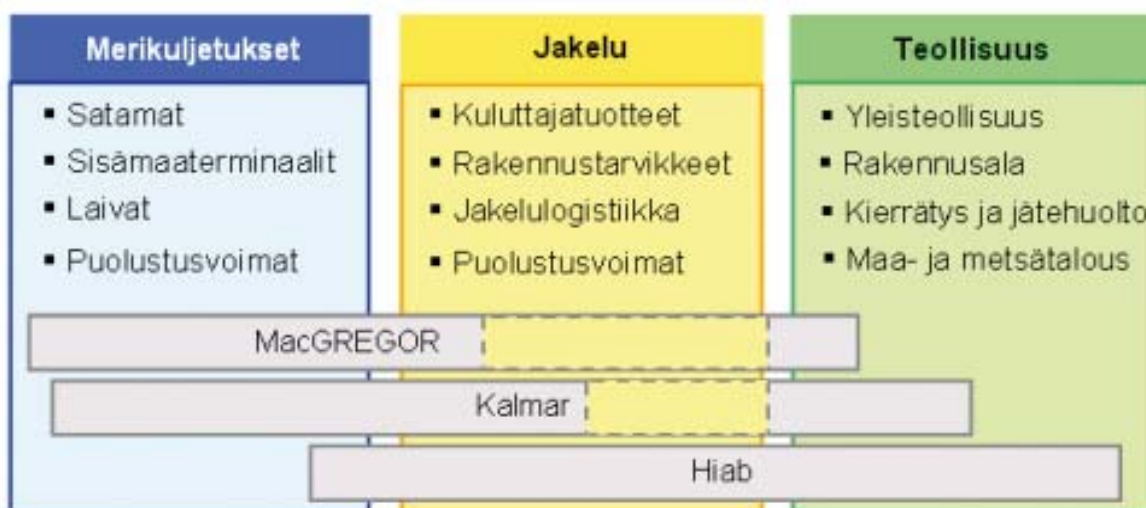 Merikuljetukset
▪ Satamat
▪ Sisämaaterminaalit
▪ Laivat
▪ Puolustusvoimat
Jakelu
▪ Kuluttajatuotteet
▪ Rakennustarvikkeet
▪ Jakelulogistiikka
▪ Puolustusvoimat
Teollisuus
▪ Yleisteollisuus
▪ Rakennusala
▪ Kierrätys ja jätehuolto
▪ Maa- ja metsätalous
MacGREGOR
Kalmar
Hiab